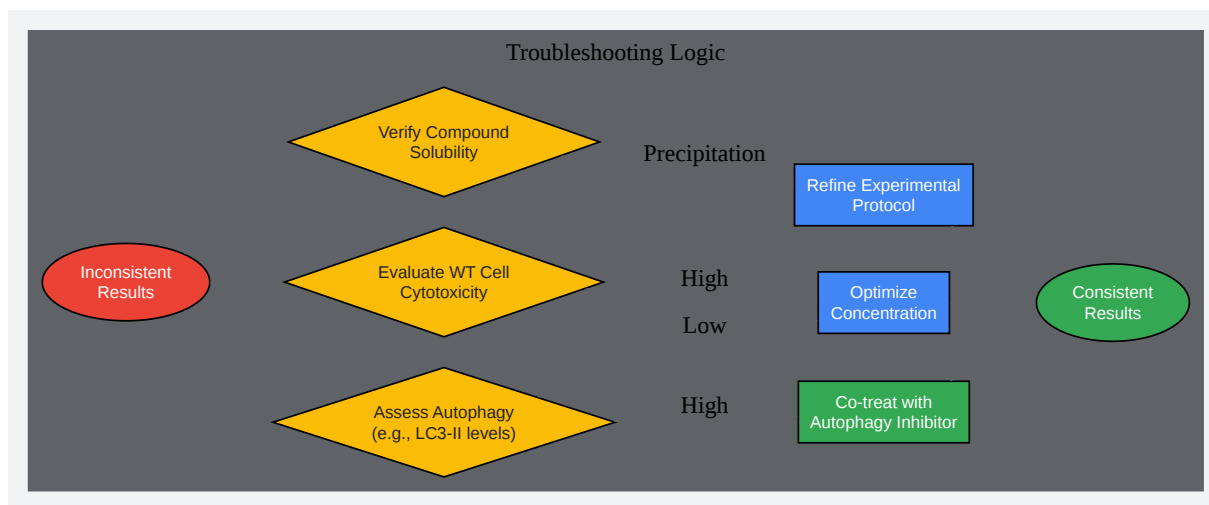 Troubleshooting Logic
Verify Compound
Solubility
Precipitation
Refine Experimental
Protocol
Inconsistent
Results
Evaluate WT Cell
Cytotoxicity
High
Low
Optimize
Concentration
Consistent
Results
Assess Autophagy
(e.g., LC3-II levels)
High
Co-treat with
Autophagy Inhibitor